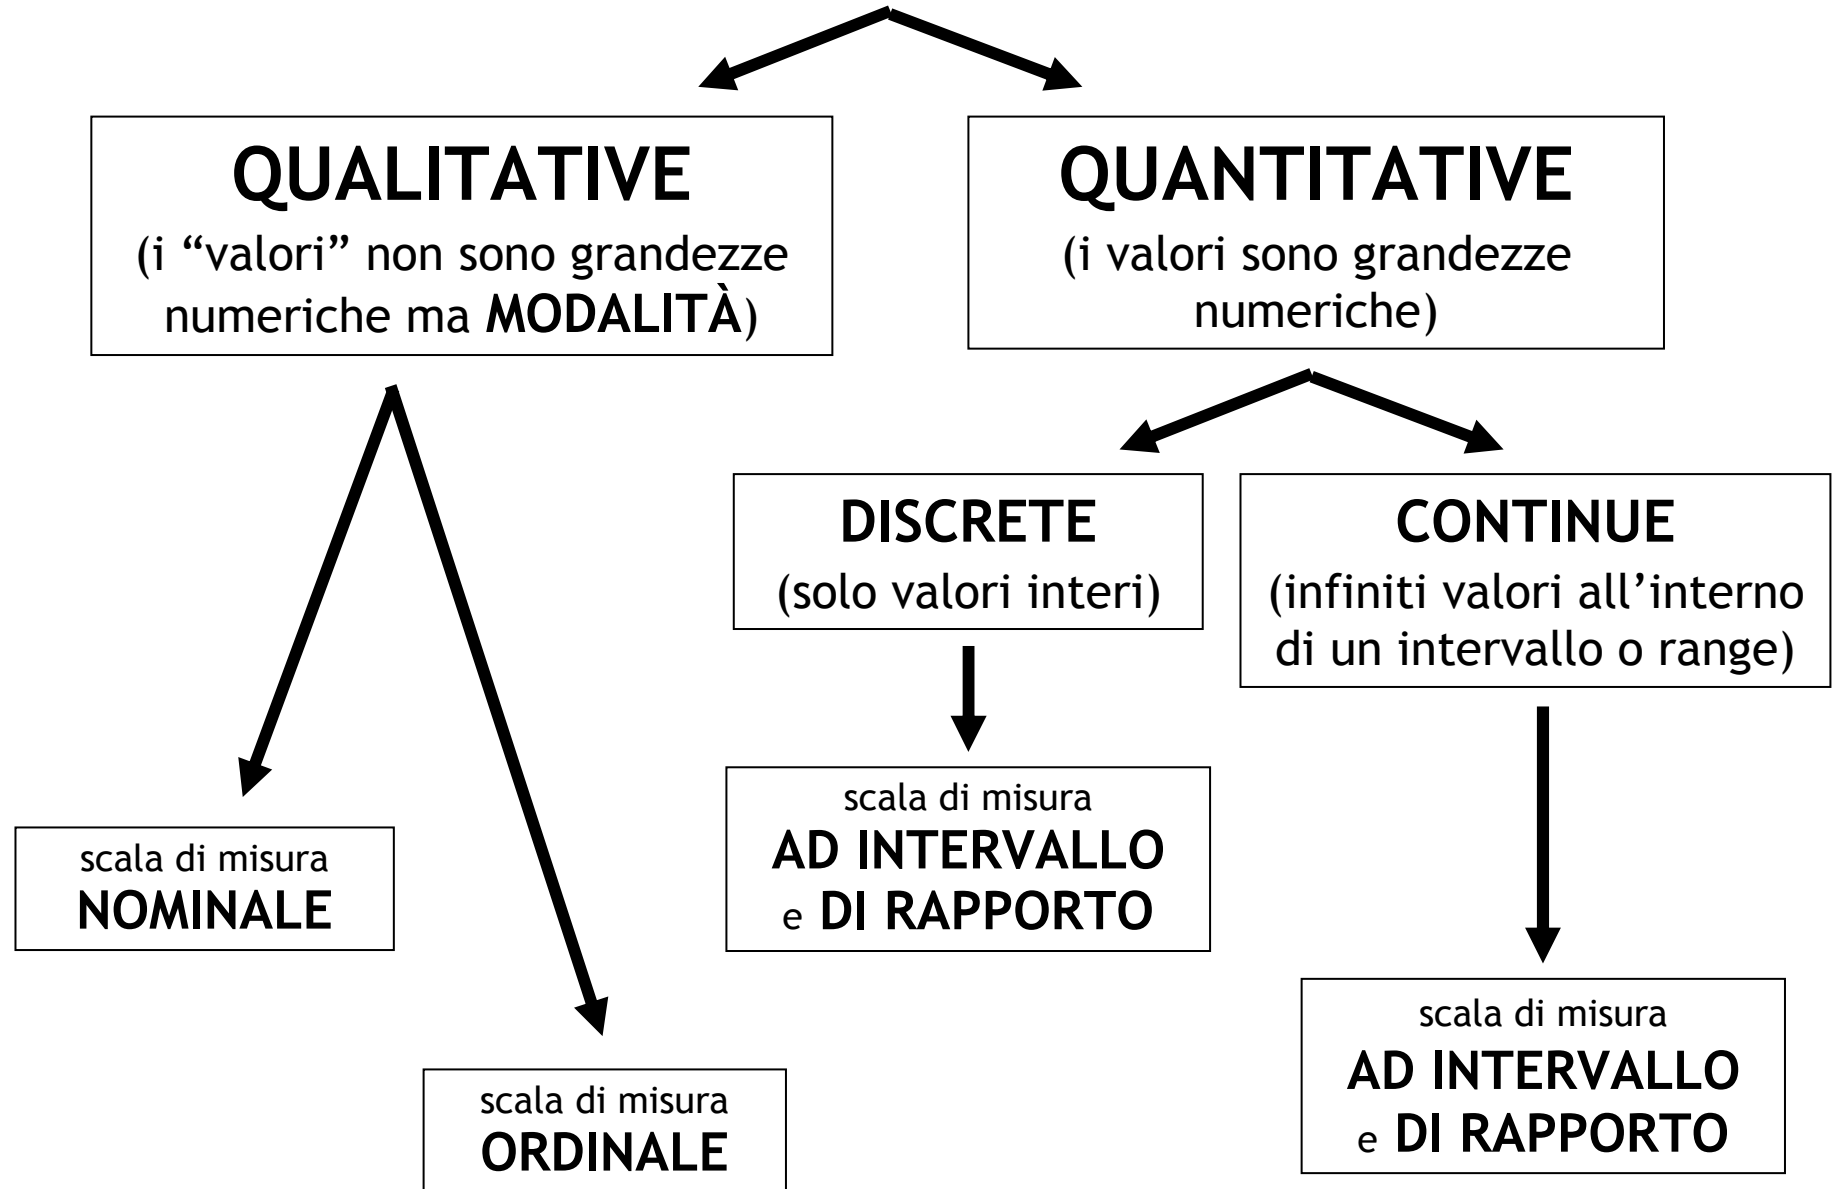 QUALITATIVE
(i “valori” non sono grandezze
numeriche ma MODALITÀ)
QUANTITATIVE
(i valori sono grandezze
numeriche)
DISCRETE
(solo valori interi)
CONTINUE
(infiniti valori all’interno
di un intervallo o range)
scala di misura
NOMINALE
scala di misura
ORDINALE
scala di misura
AD INTERVALLO
e DI RAPPORTO
scala di misura
AD INTERVALLO
e DI RAPPORTO